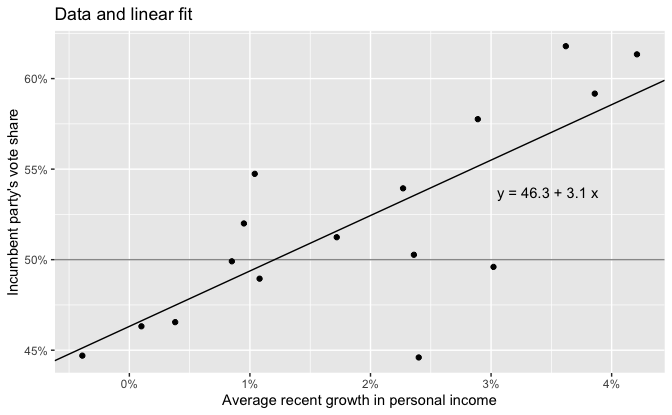 Data and linear fit
Incumbent party's vote share
60%
55%
50%
45%
y = 46.3 + 3.1 x
0% 1% 2% 3% 4%
Average recent growth in personal income